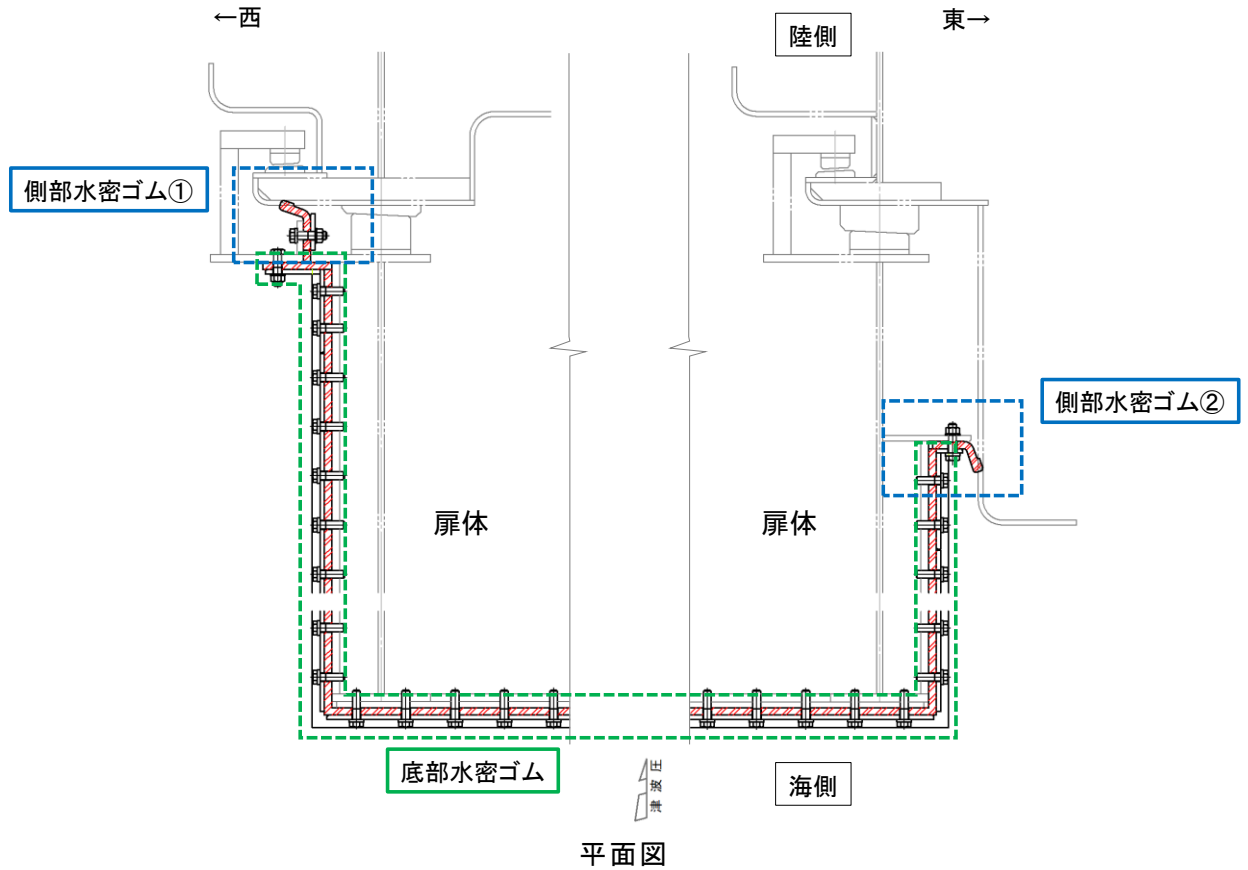 ←西
東→
陸側
側部水密ゴム①
側部水密ゴム②
扉体
扉体
底部水密ゴム
津波圧
海側
平面図